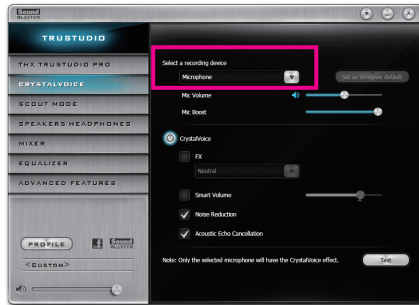 Sound
BLASTER
TRUSTUDIO
THX TRUSTUDIO PRO
CRYSTALVOICE
SCOUT MODE
SPEAKERS/HEADPHONES
MIXER
EQUALIZER
ADVANCED FEATURES
PROFILE
Sound
BLASTER
<CUSTOM>
Select a recording device
Microphone
Set as Windows default
Mic Volume
Mic Boost
CrystalVoice
FX
Neutral
Smart Volume
Noise Reduction
Acoustic Echo Cancellation
Note: Only the selected microphone will have the CrystalVoice effect.
Test